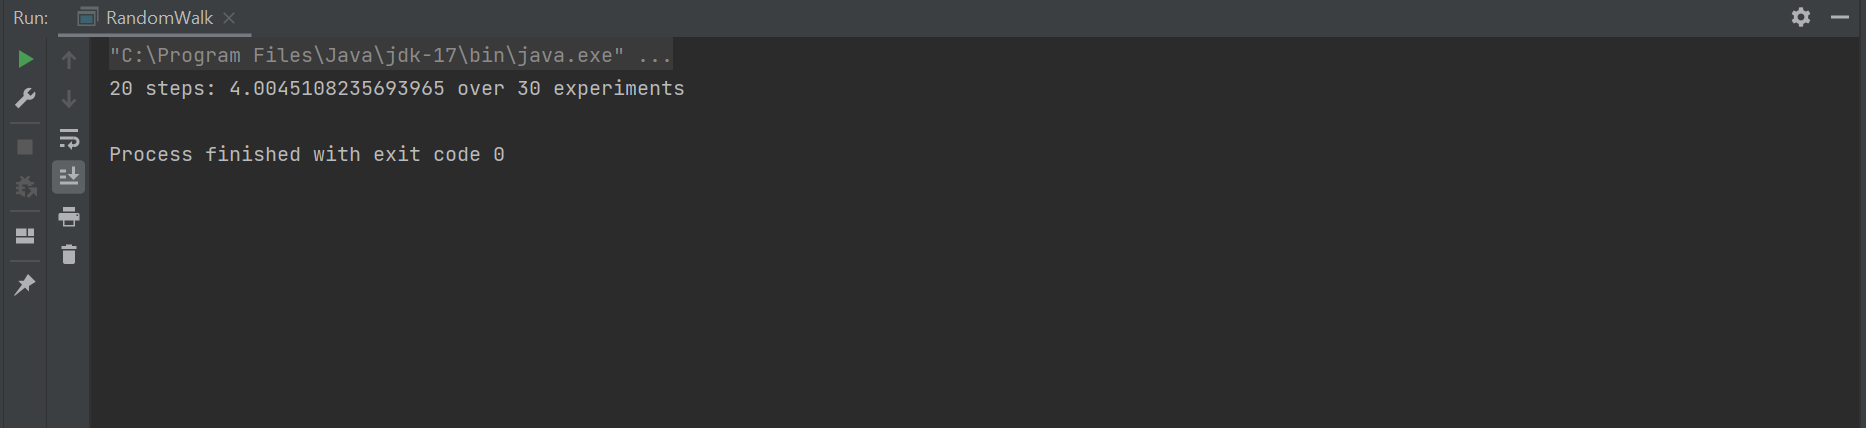 Run: RandomWalk
"C:\Program Files\Java\jdk-17\bin\java.exe" ...
20 steps: 4.0045108235693965 over 30 experiments
Process finished with exit code 0